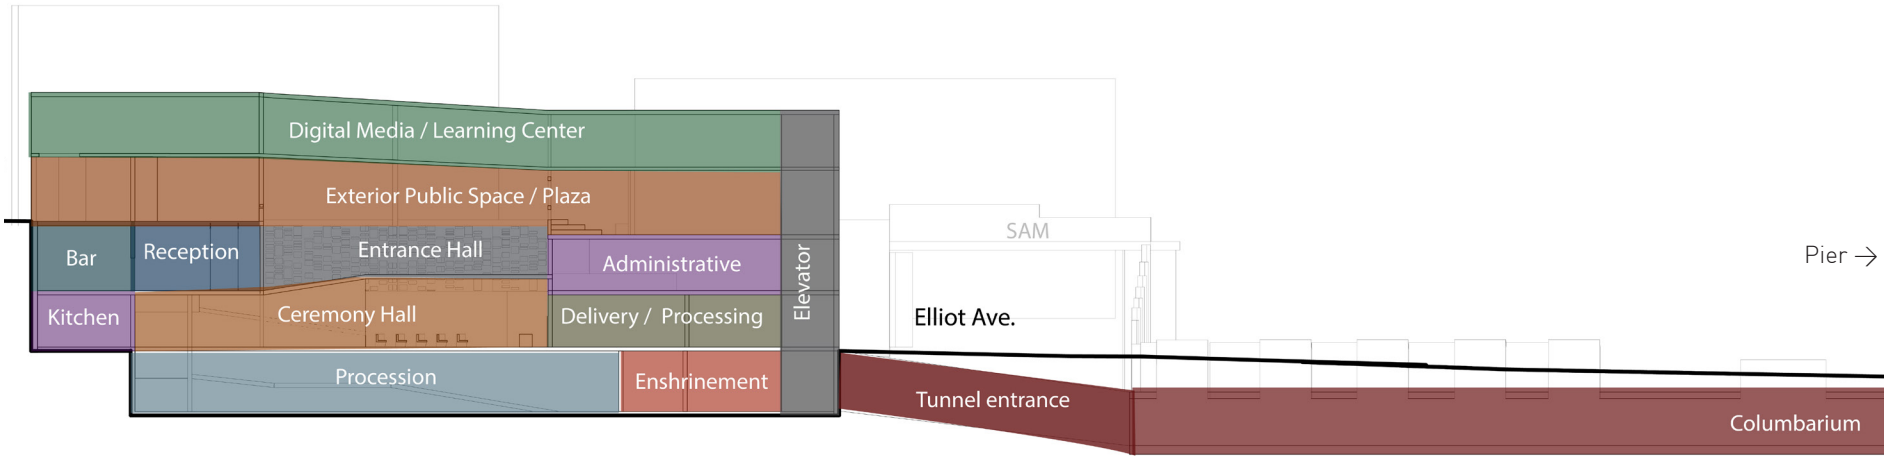 Digital Media / Learning Center
Exterior Public Space / Plaza
Bar
Reception
Entrance Hall
Administrative
Kitchen
Ceremony Hall
Delivery / Processing
Elevator
Procession
Enshrinement
SAM
Elliot Ave.
Pier →
Tunnel entrance
Columbarium